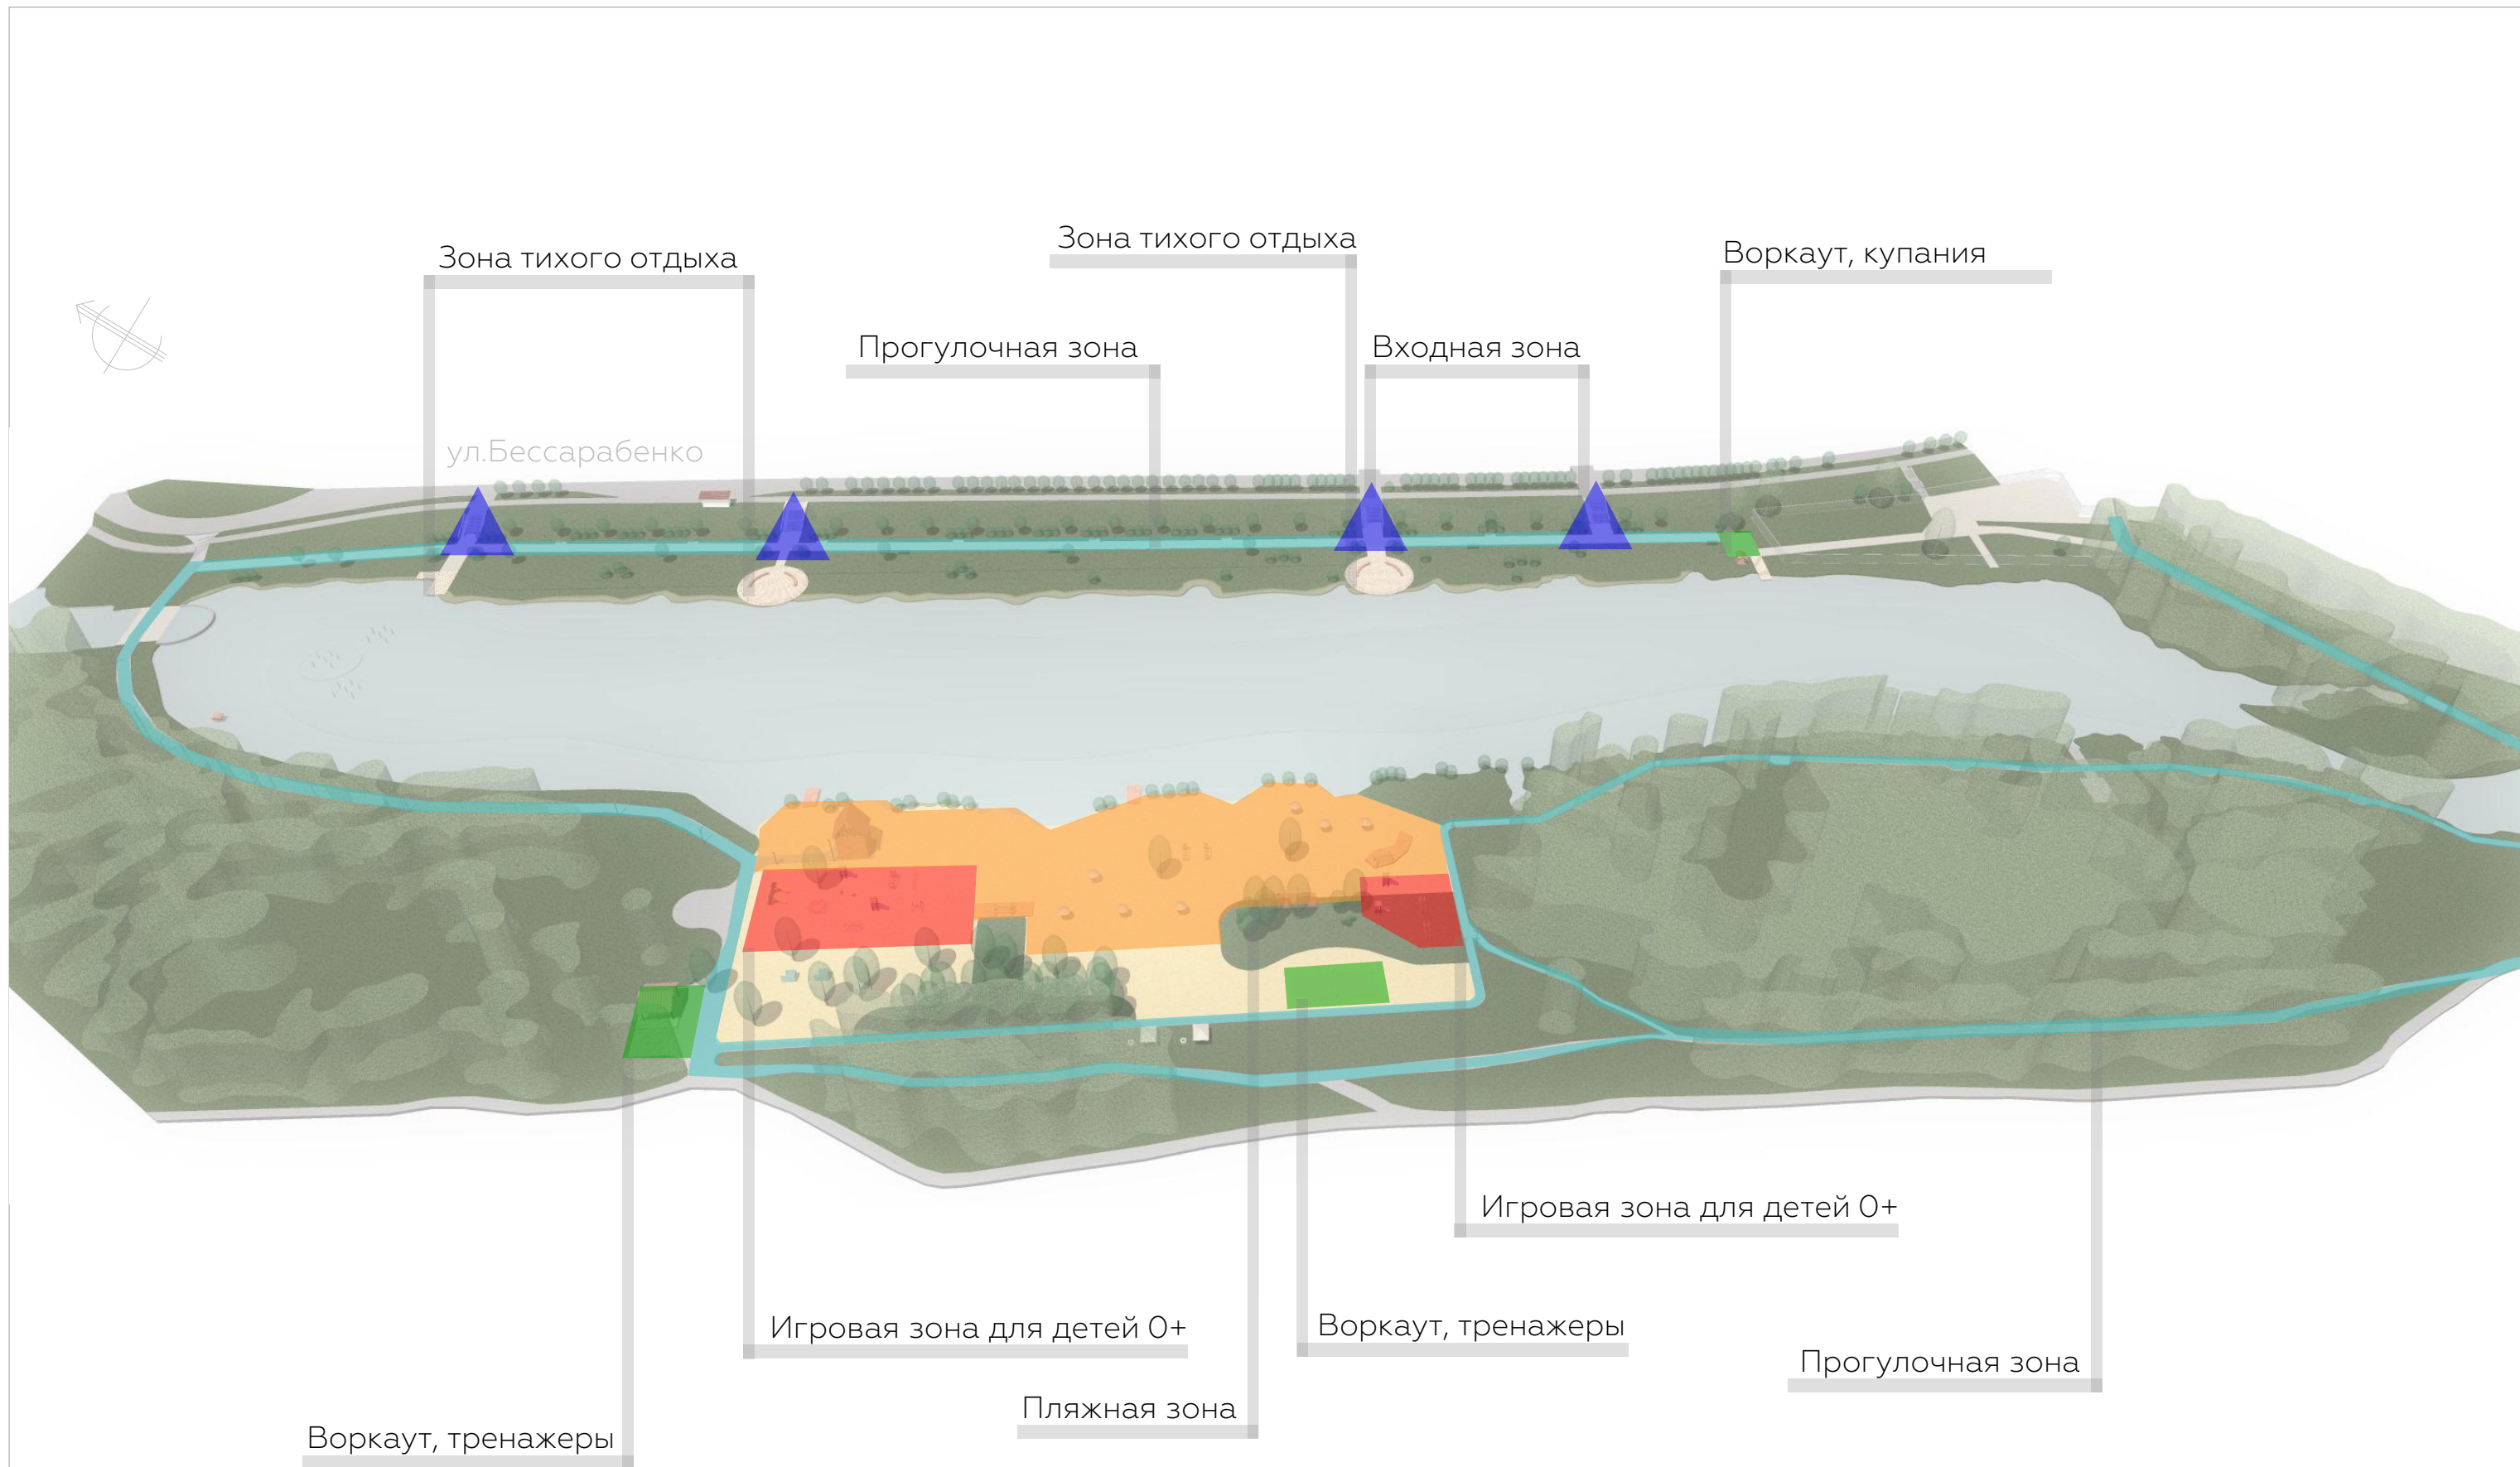 Зона тихого отдыха
Воркаут, купания
Зона тихого отдыха
Прогулочная зона
Входная зона
ул.Бессарабенко
Игровая зона для детей 0+
Игровая зона для детей 0+
Воркаут, тренажеры
Прогулочная зона
Пляжная зона
Воркаут, тренажеры